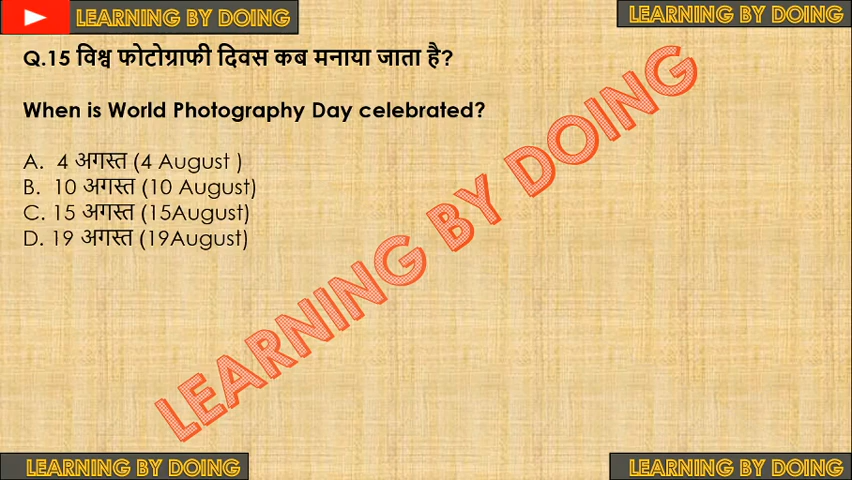 LEARNING BY DOING
LEARNING BY DOING
Q.15 विश्व फोटोग्राफी दिवस कब मनाया जाता है?
When is World Photography Day celebrated?
A. 4 अगस्त (4 August )
B. 10 अगस्त (10 August)
C. 15 अगस्त (15August)
D. 19 अगस्त (19August)
LEARNING BY DOING
LEARNING BY DOING
LEARNING BY DOING